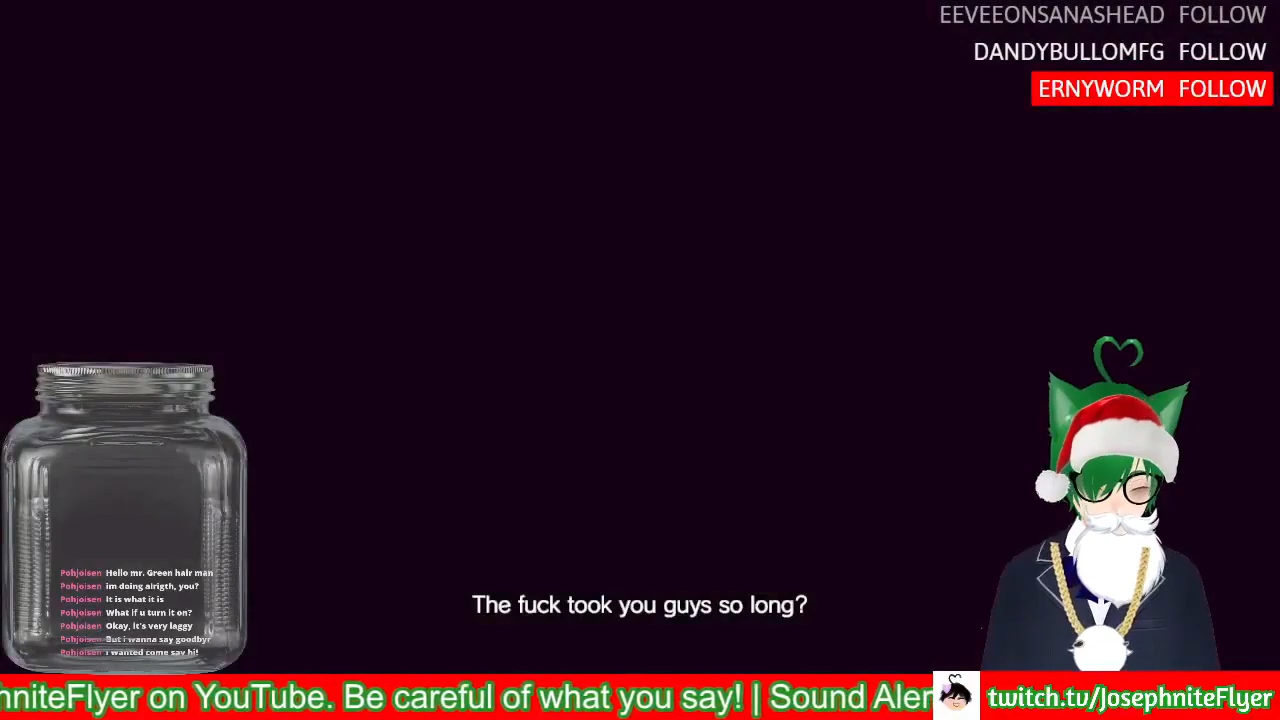 EEVEEONSANASHEAD FOLLOW
DANDYBULLOMFG FOLLOW
ERNYWORM FOLLOW
Pohjoisen Hello mr. Green hair man
Pohjoisen im doing alrigth, you?
Pohjoisen It is what it is
Pohjoisen What if u turn it on?
Pohjoisen Okay, it's very laggy
Pohjoisen But i wanna say goodbyr
Pohjoisen i wanted come say hi!
The fuck took you guys so long?
hniteFlyer on YouTube. Be careful of what you say! | Sound Aler
twitch.tv/JosephniteFlyer